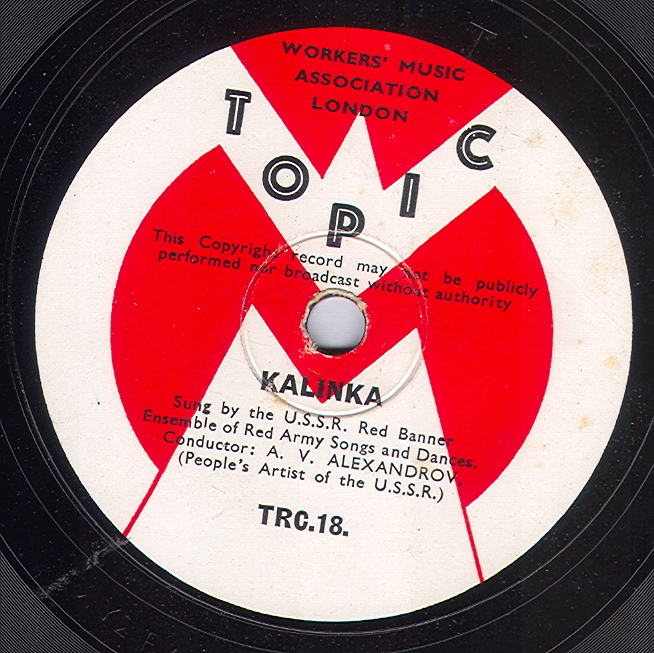 WORKERS' MUSIC
ASSOCIATION
LONDON
TOPIC
This Copyright record may not be publicly
performed nor broadcast without authority
KALINKA
Sung by the U.S.S.R. Red Banner
Ensemble of Red Army Songs and Dances.
Conductor: A. V. ALEXANDROV.
(People's Artist of the U.S.S.R.)
TRC.18.